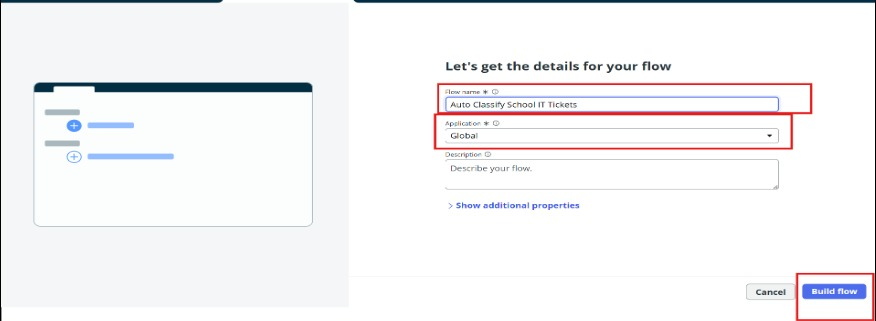 Let's get the details for your flow
Flow name *
Auto Classify School IT Tickets
Application *
Global
Description
Describe your flow.
Show additional properties
Cancel
Build flow